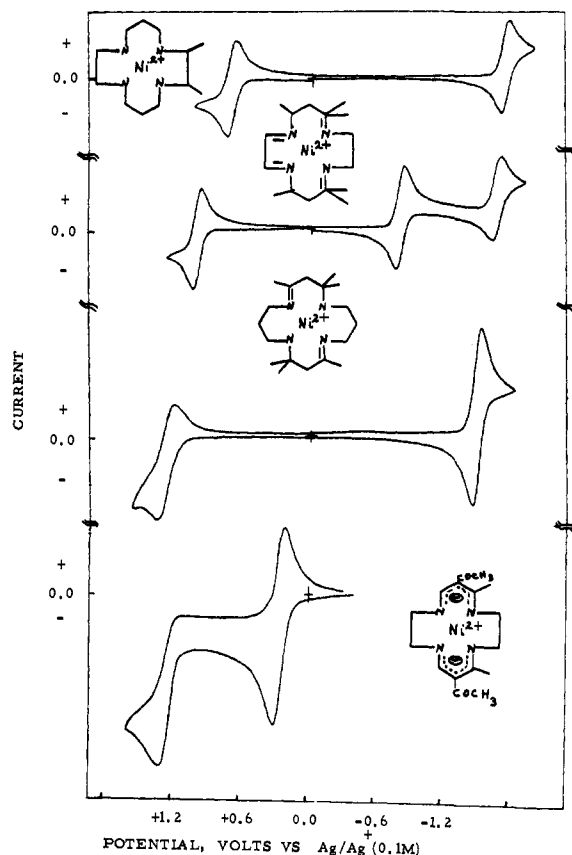 +
0.0
-
N N
Ni2+
N N
+
0.0
-
N N
Ni2+
N N
CURRENT
+
0.0
-
N N
Ni2+
N N
+
0.0
-
COCH3
N N
Ni2+
N N
COCH3
+1.2 +0.6 0.0 -0.6 -1.2
POTENTIAL, VOLTS VS Ag/Ag+ (0.1M)